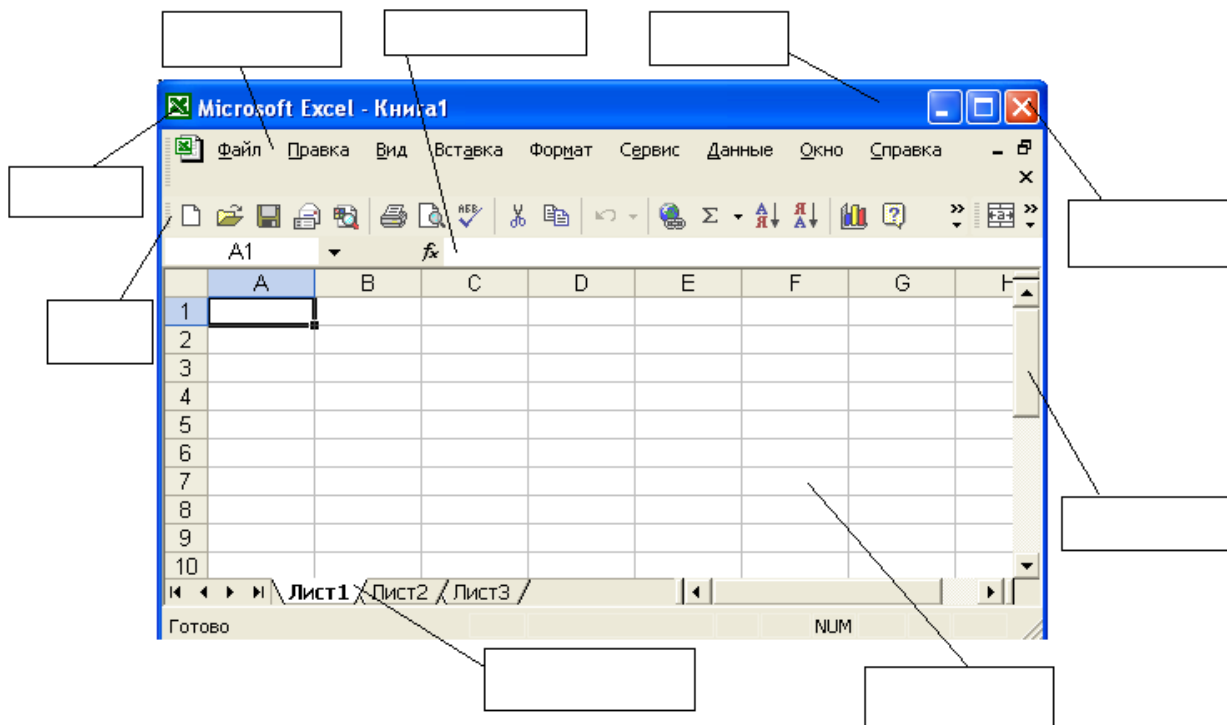 Microsoft Excel - Книга1
Файл Правка Вид Вставка Формат Сервис Данные Окно Справка
АБВ Σ А Я Я А ? a
A1 fx
A B C D E F G H
1
2
3
4
5
6
7
8
9
10
Лист1 Лист2 Лист3
Готово NUM